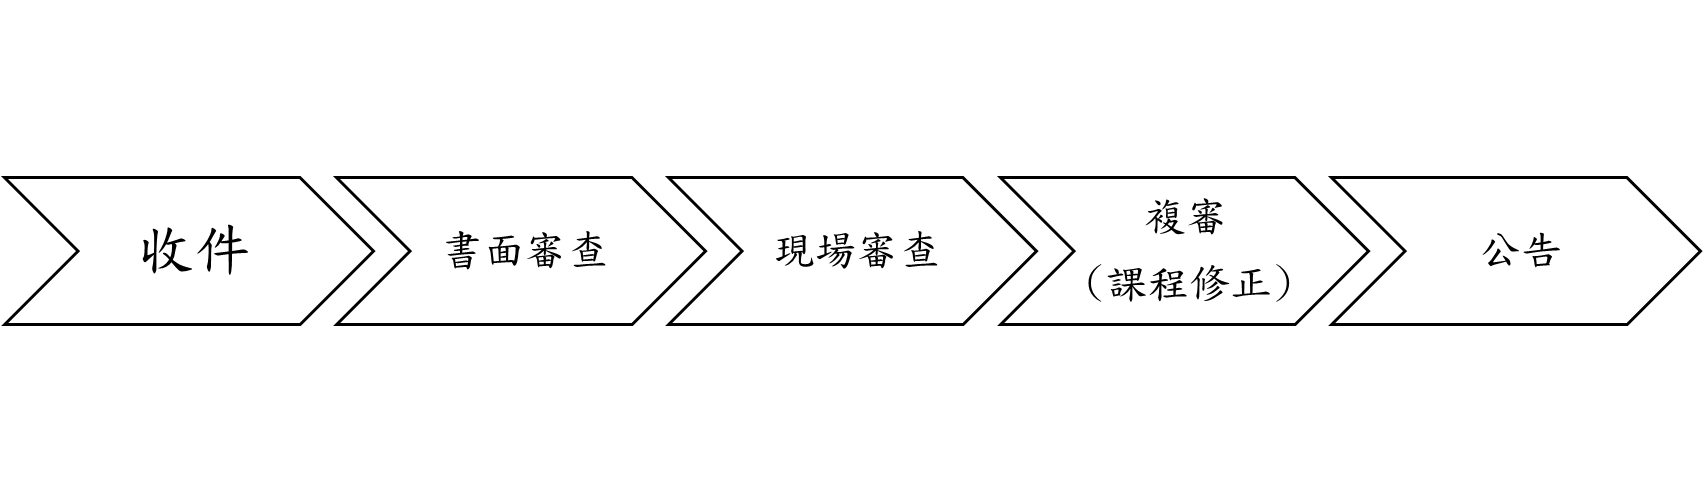 收件
書面審查
現場審查
複審
（課程修正）
公告